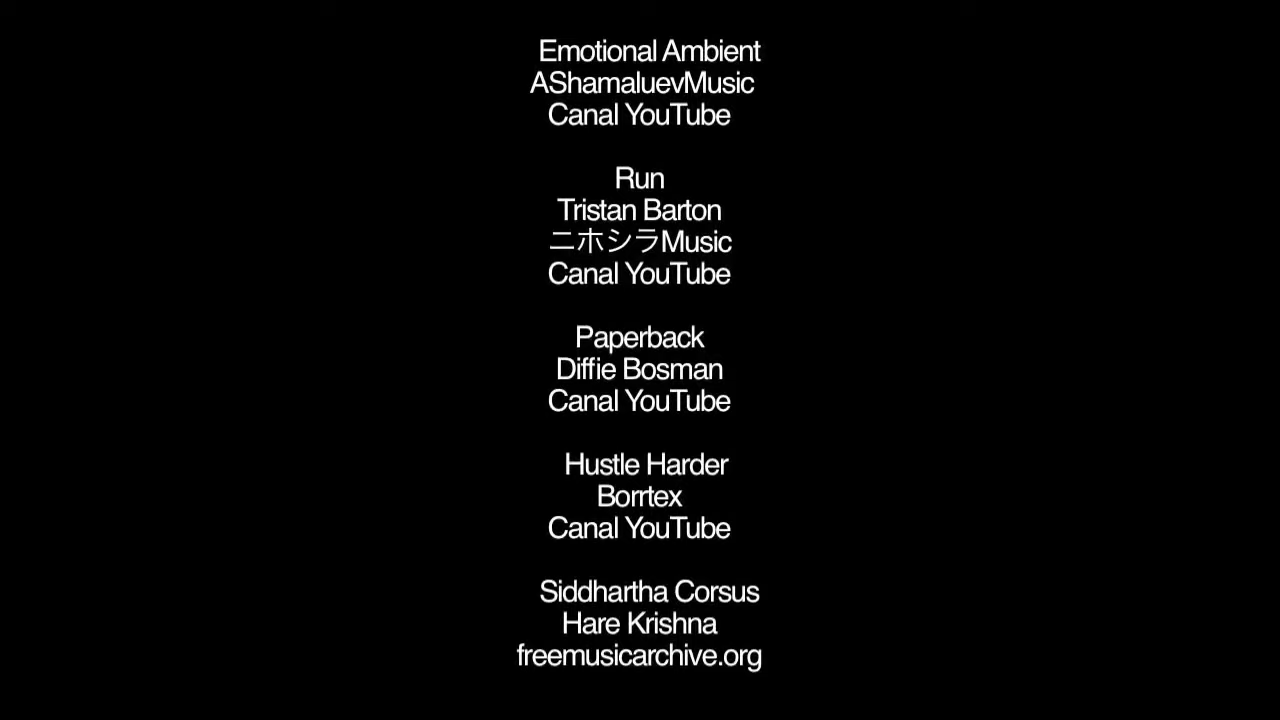 Emotional Ambient
AShamaluevMusic
Canal YouTube
Run
Tristan Barton
ニホシラMusic
Canal YouTube
Paperback
Diffie Bosman
Canal YouTube
Hustle Harder
Borrtex
Canal YouTube
Siddhartha Corsus
Hare Krishna
freemusicarchive.org